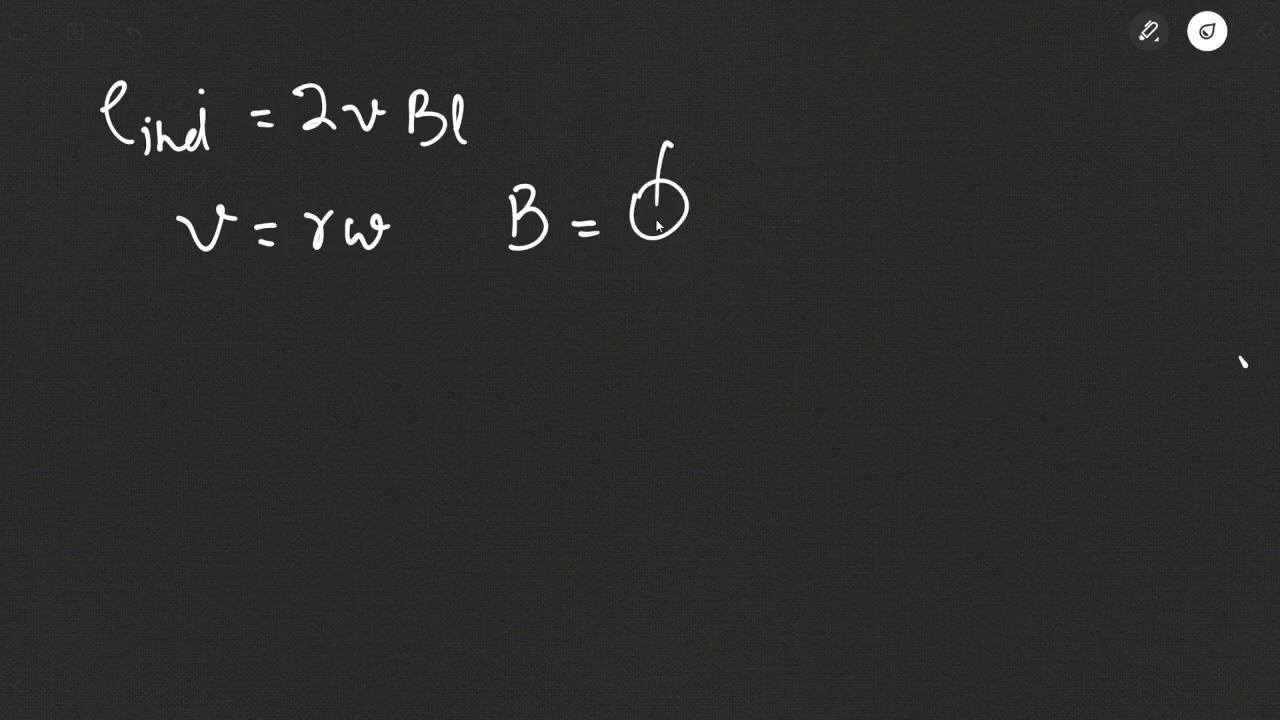 e_ind = 2vBl
v = rω B = ϕ